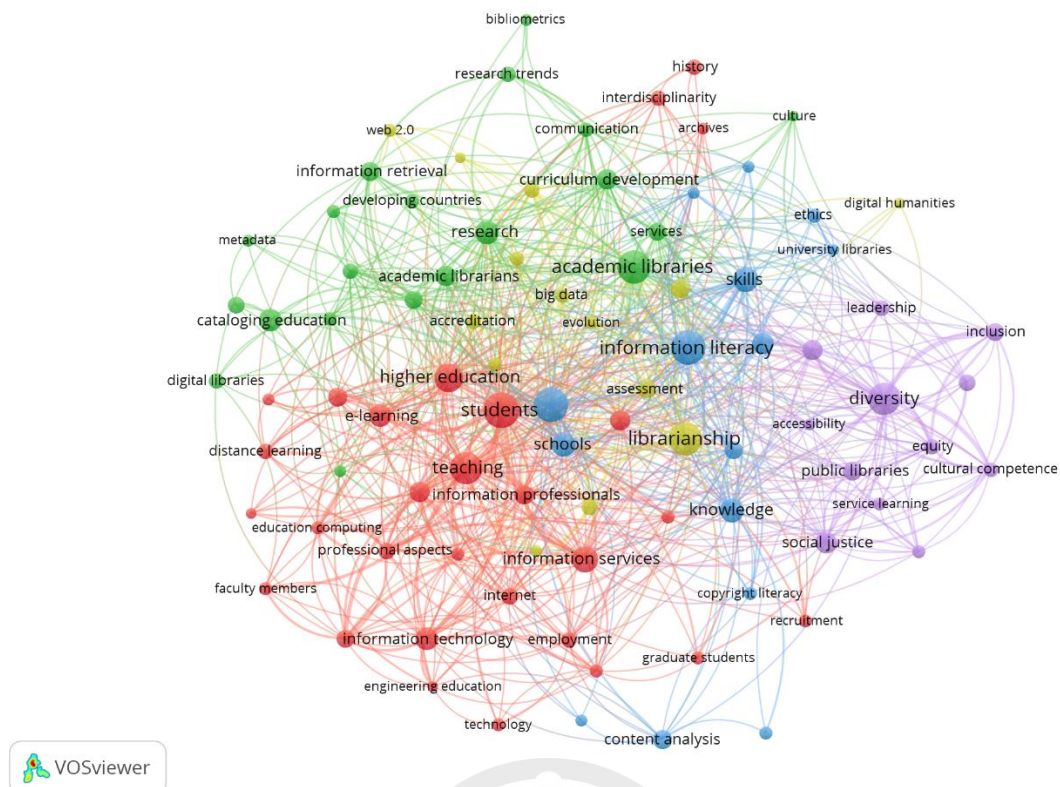 bibliometrics
history
research trends
interdisciplinarity
culture
web 2.0
communication
archives
information retrieval
curriculum development
developing countries
digital humanities
ethics
metadata
research
services
university libraries
academic librarians
academic libraries
skills
big data
leadership
cataloging education
accreditation
evolution
inclusion
information literacy
digital libraries
higher education
assessment
diversity
e-learning
students
accessibility
distance learning
schools
librarianship
equity
teaching
public libraries
cultural competence
information professionals
service learning
education computing
knowledge
professional aspects
social justice
information services
faculty members
internet
copyright literacy
recruitment
information technology
employment
graduate students
engineering education
technology
content analysis
VOSviewer